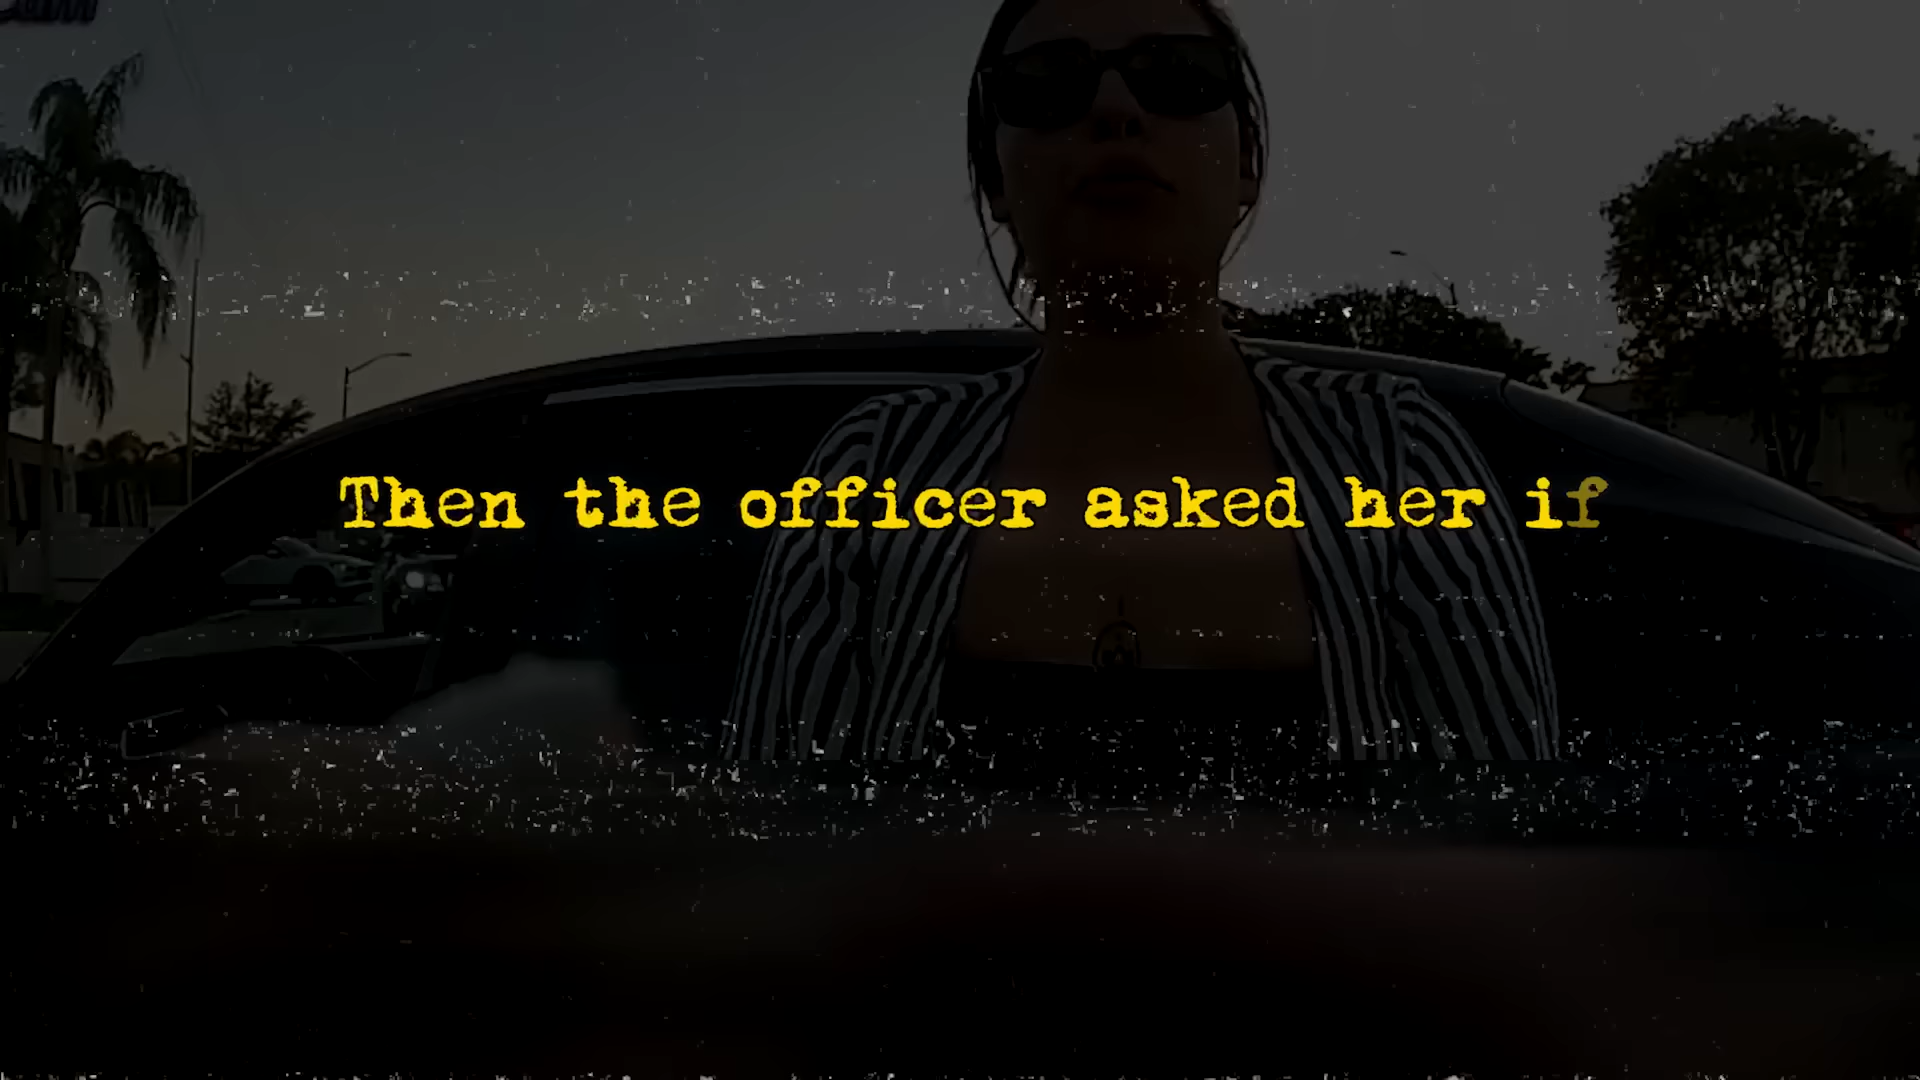 Then the officer asked her if